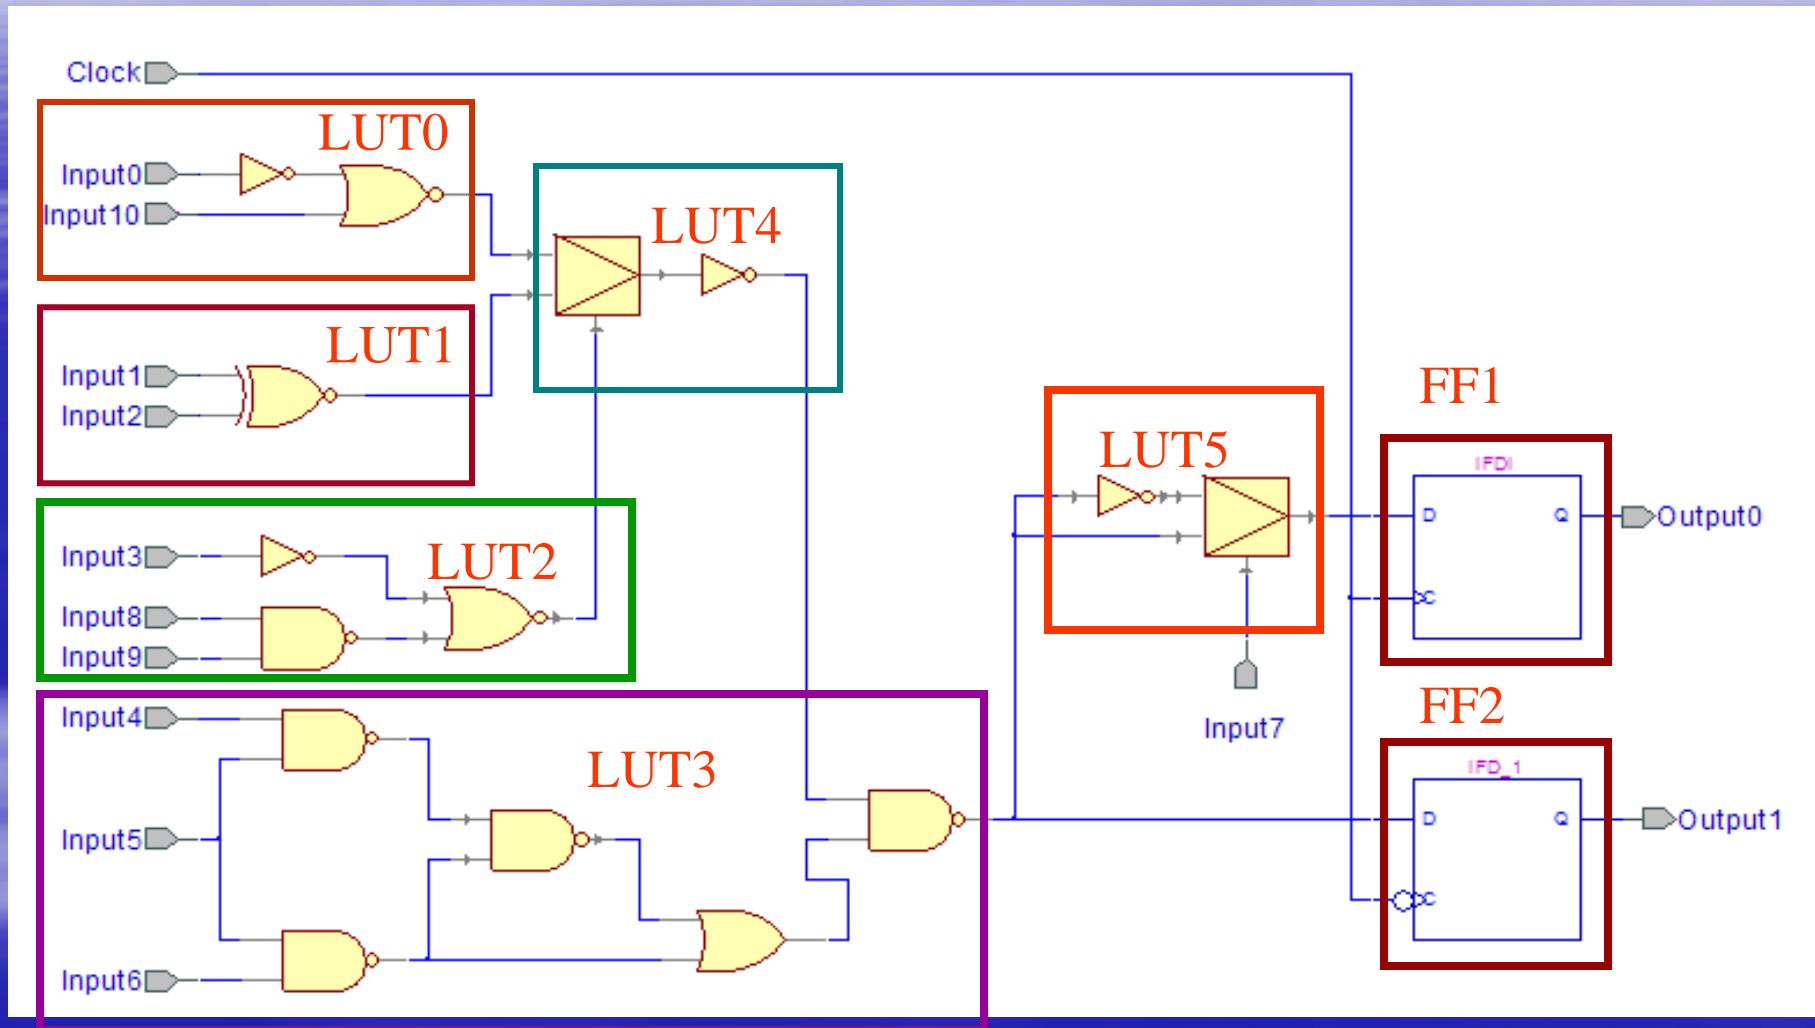 Clock
LUT0
Input0
Input10
LUT4
LUT1
Input1
Input2
LUT2
Input3
Input8
Input9
LUT3
Input4
Input5
Input6
LUT5
Input7
FF1
IFDI
D
Q
C
Output0
FF2
IFD_1
D
Q
C
Output1